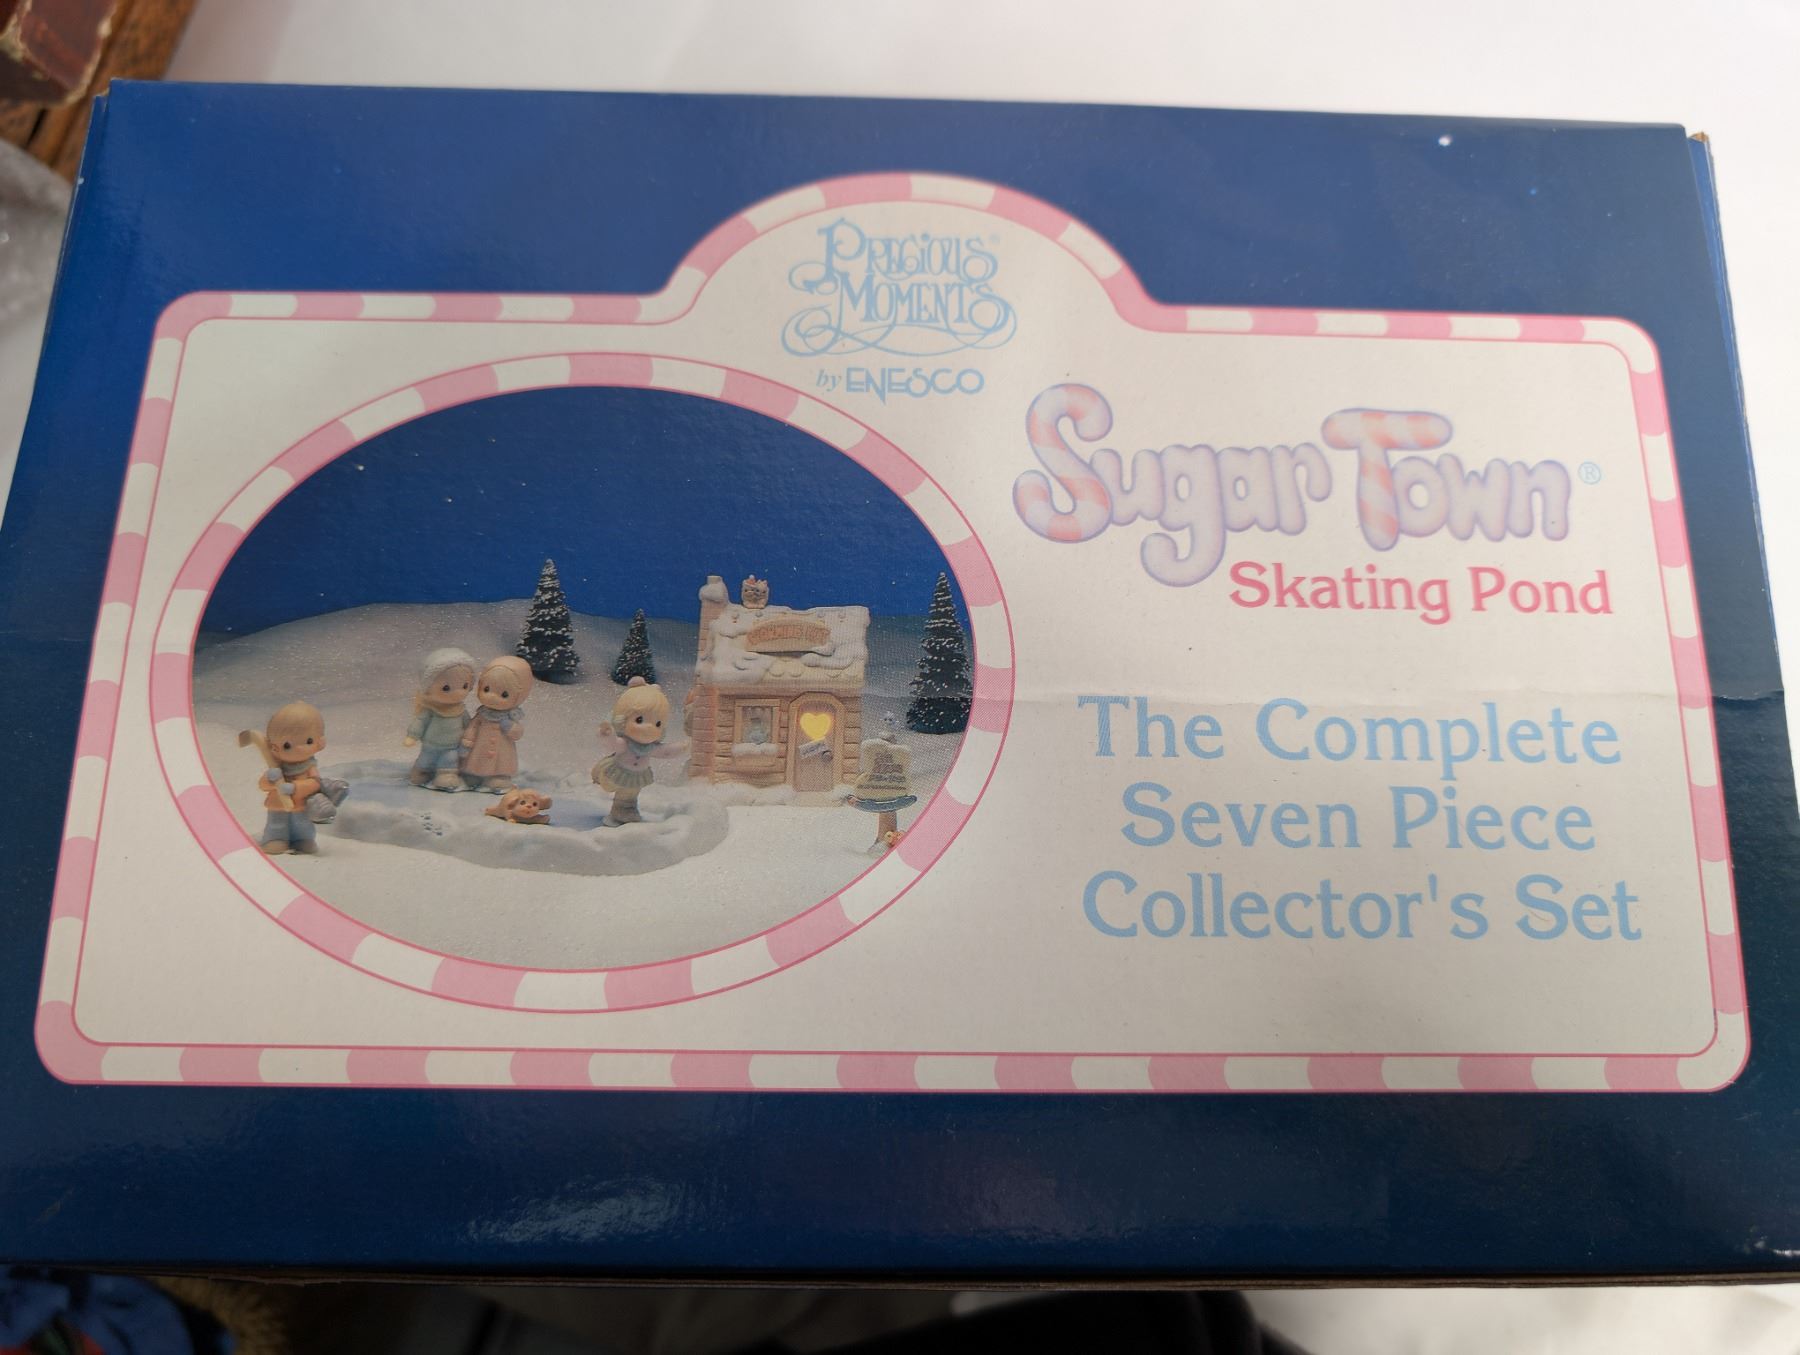 Precious
Moments
by ENESCO
Sugar Town®
Skating Pond
The Complete
Seven Piece
Collector's Set